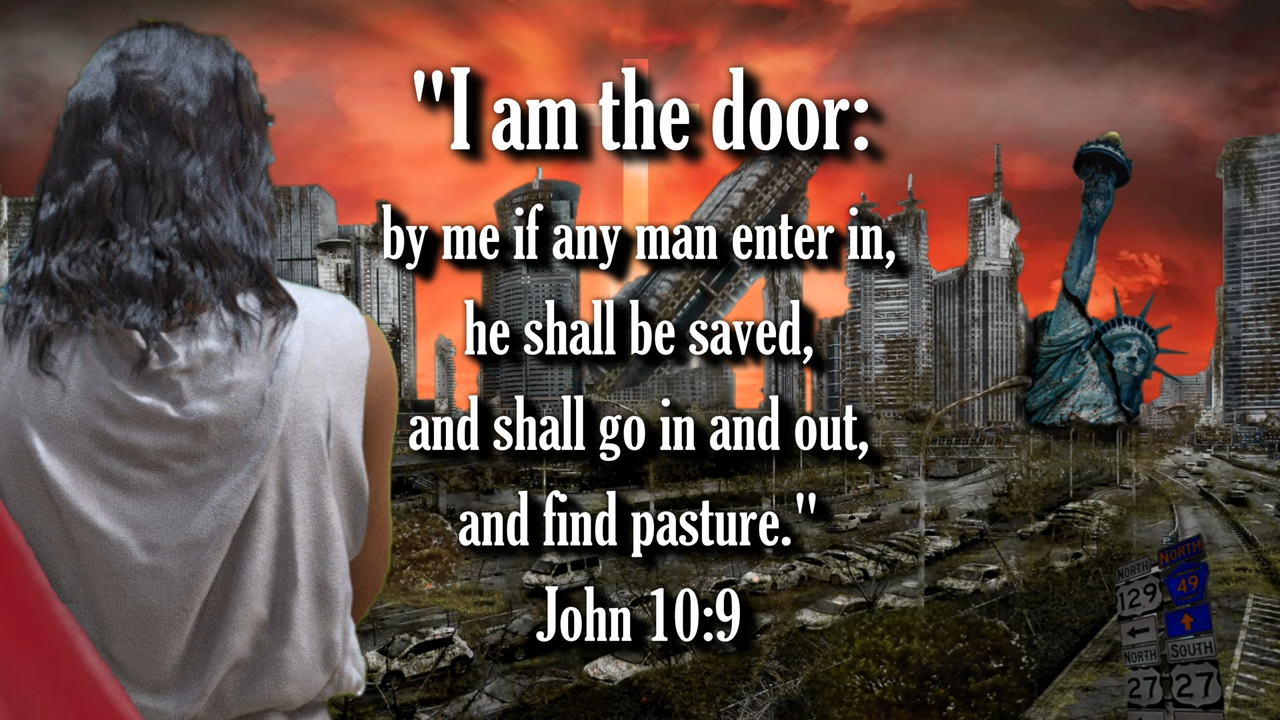 "I am the door:
by me if any man enter in,
he shall be saved,
and shall go in and out,
and find pasture."
John 10:9
NORTH
NORTH
129
49
NORTH
SOUTH
27
27